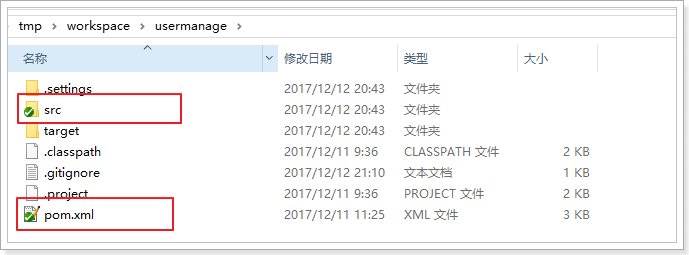 tmp › workspace › usermanage ›
名称 修改日期 类型 大小
.settings 2017/12/12 20:43 文件夹
src 2017/12/12 20:43 文件夹
target 2017/12/12 20:43 文件夹
.classpath 2017/12/11 9:36 CLASSPATH 文件 2 KB
.gitignore 2017/12/12 21:10 文本文档 1 KB
.project 2017/12/11 9:36 PROJECT 文件 2 KB
pom.xml 2017/12/11 11:25 XML 文件 3 KB